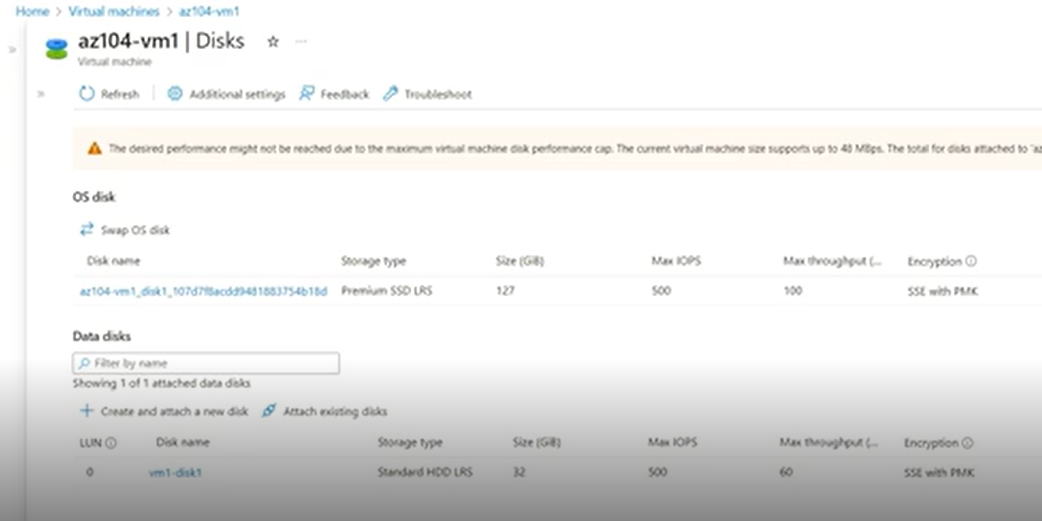 Home > Virtual machines > az104-vm1
az104-vm1 | Disks
Virtual machine
Refresh Additional settings Feedback Troubleshoot
The desired performance might not be reached due to the maximum virtual machine disk performance cap. The current virtual machine size supports up to 48 MBps. The total for disks attached to 'az
OS disk
Swap OS disk
Disk name Storage type Size (GiB) Max IOPS Max throughput (... Encryption
Premium SSD LRS 127 500 100 SSE with PMK
Data disks
Filter by name
Showing 1 of 1 attached data disks
Create and attach a new disk Attach existing disks
LUN Disk name Storage type Size (GiB) Max IOPS Max throughput (... Encryption
0 vm1-disk1 Standard HDD LRS 32 500 60 SSE with PMK